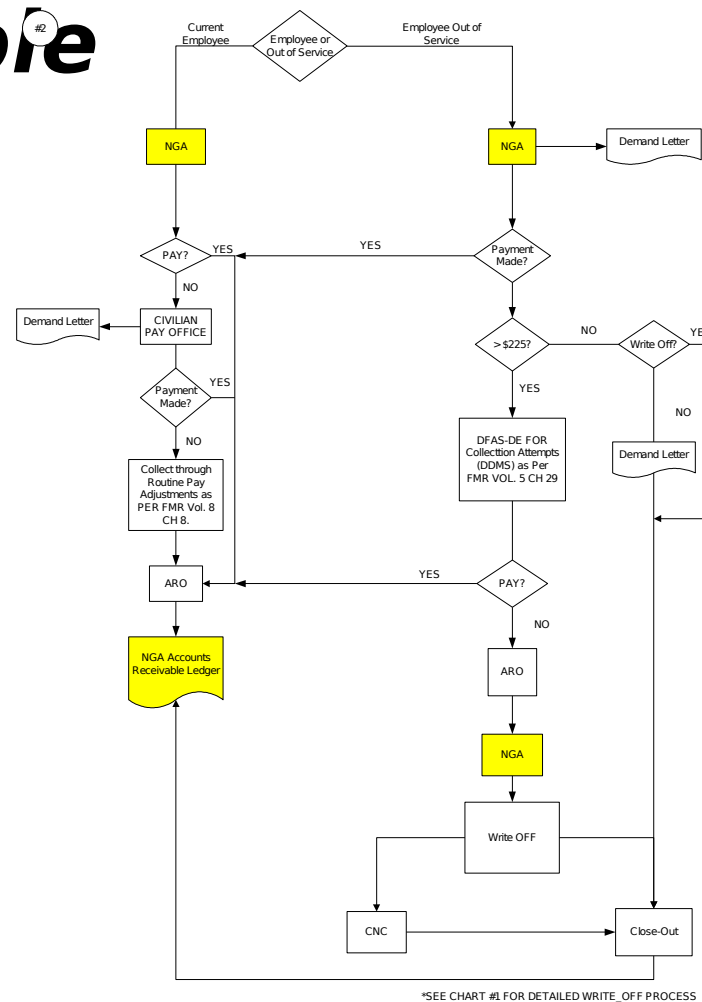 #2
Current
Employee
Employee or
Out of Service
Employee Out of
Service
NGA
NGA
Demand Letter
PAY?
YES
YES
Payment
Made?
NO
Demand Letter
CIVILIAN
PAY OFFICE
> $225?
NO
Write Off?
YES
Payment
Made?
YES
NO
NO
DFAS-DE FOR
Collecttion Attempts
(DDMS) as Per
FMR VOL. 5 CH 29
Demand Letter
Collect through
Routine Pay
Adjustments as
PER FMR Vol. 8
CH 8.
ARO
YES
PAY?
NO
NGA Accounts
Receivable Ledger
ARO
NGA
Write OFF
CNC
Close-Out
*SEE CHART #1 FOR DETAILED WRITE_OFF PROCESS